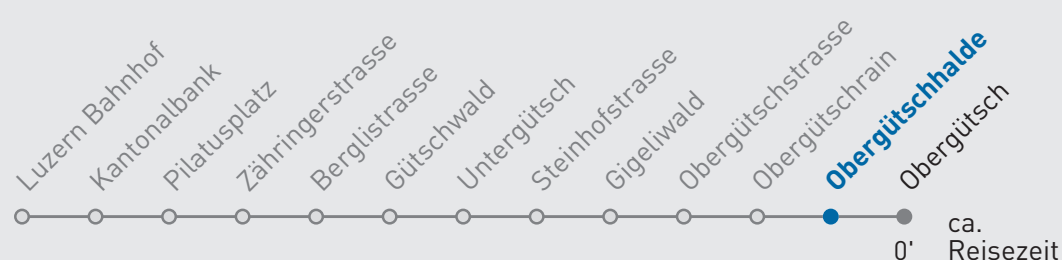 Luzern Bahnhof
Kantonalbank
Pilatusplatz
Zähringerstrasse
Berglistrasse
Gütschwald
Untergütsch
Steinhofstrasse
Gigeliwald
Obergütschstrasse
Obergütschrain
Obergütschhalde
Obergütsch
ca.
0' Reisezeit